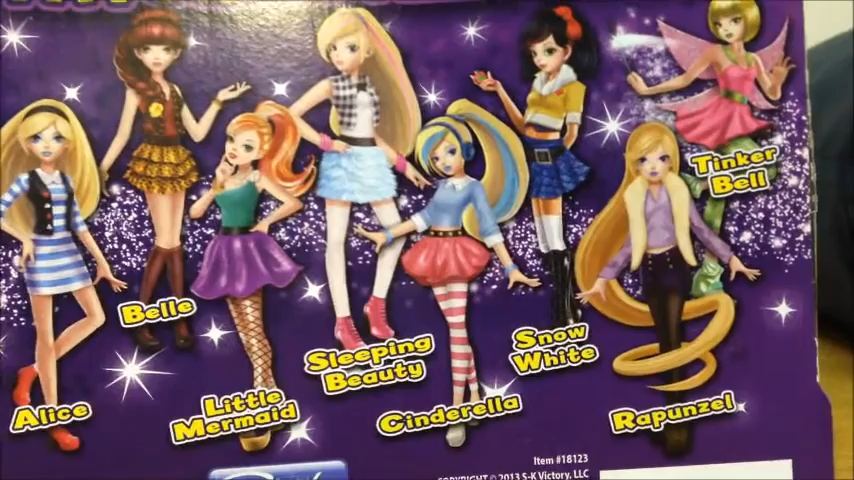 Tinker
Bell
Belle
Snow
White
Sleeping
Beauty
Alice
Little
Mermaid
Cinderella
Rapunzel
Item #18123
COPYRIGHT © 2013 S-K Victory, LLC